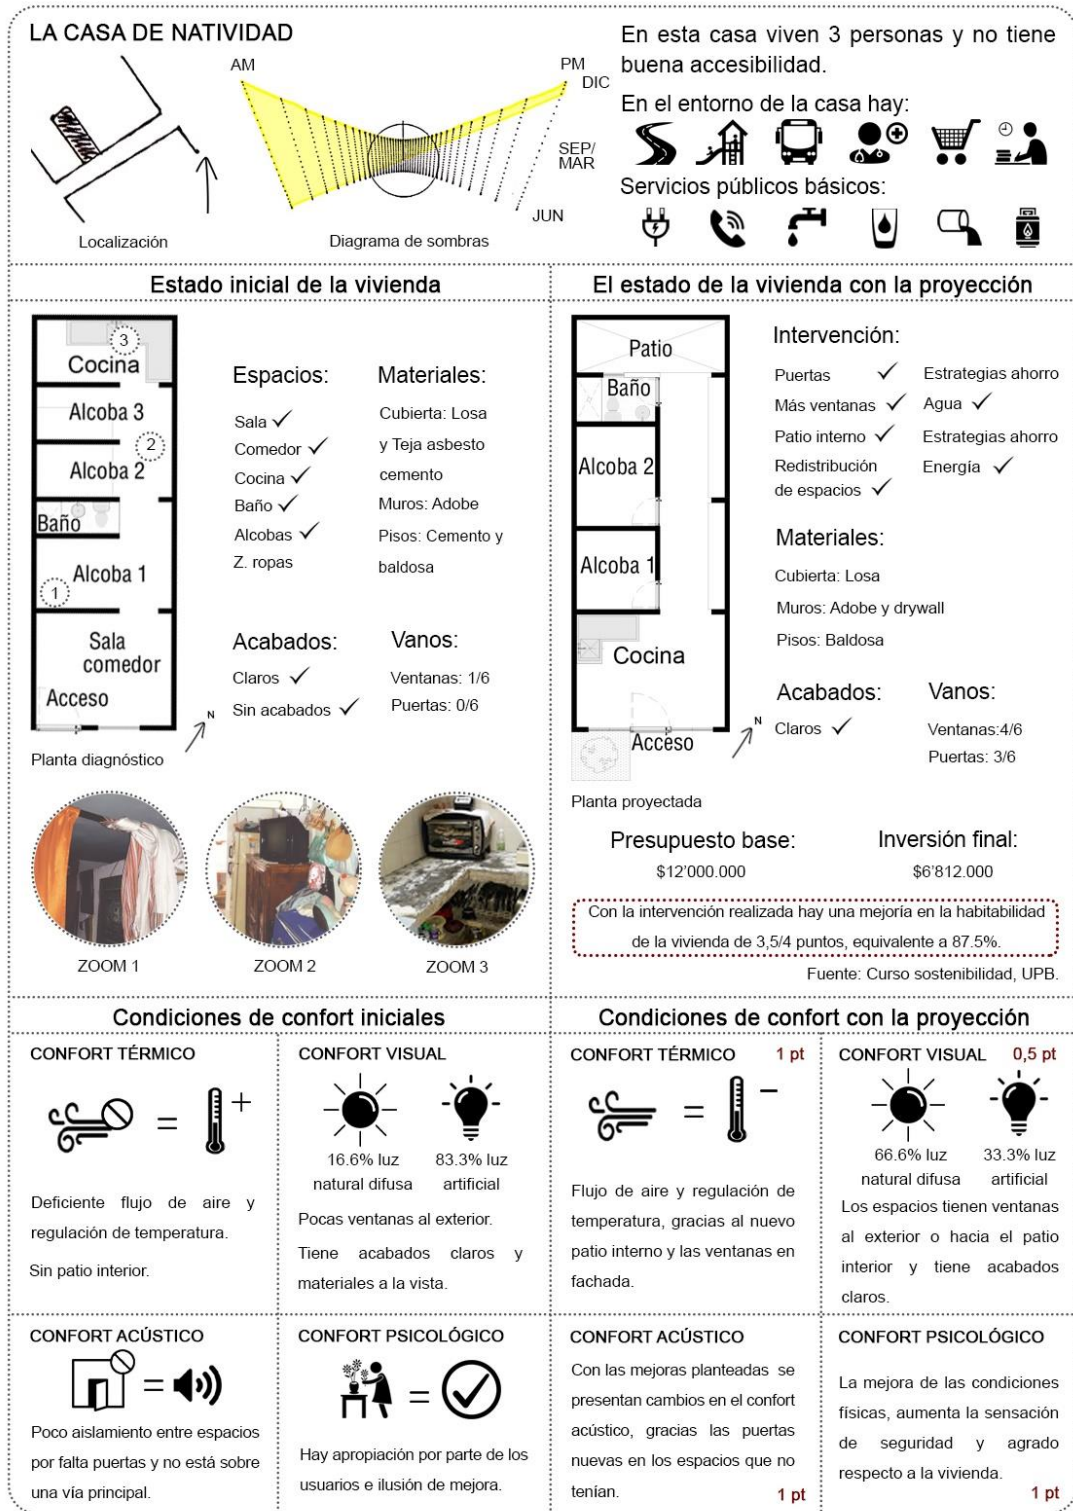 LA CASA DE NATIVIDAD
AM
PM
DIC
SEP/
MAR
JUN
Localización
Diagrama de sombras
En esta casa viven 3 personas y no tiene
buena accesibilidad.
En el entorno de la casa hay:
Servicios públicos básicos:
Estado inicial de la vivienda
3
Cocina
Alcoba 3
2
Alcoba 2
Baño
Alcoba 1
1
Sala
comedor
Acceso
N
Planta diagnóstico
Espacios:
Sala ✓
Comedor ✓
Cocina ✓
Baño ✓
Alcobas ✓
Z. ropas
Materiales:
Cubierta: Losa
y Teja asbesto
cemento
Muros: Adobe
Pisos: Cemento y
baldosa
Acabados:
Claros ✓
Sin acabados ✓
Vanos:
Ventanas: 1/6
Puertas: 0/6
ZOOM 1
ZOOM 2
ZOOM 3
El estado de la vivienda con la proyección
Patio
Baño
Alcoba 2
Alcoba 1
Cocina
Acceso
N
Planta proyectada
Intervención:
Puertas ✓
Más ventanas ✓
Patio interno ✓
Redistribución
de espacios ✓
Estrategias ahorro
Agua ✓
Estrategias ahorro
Energía ✓
Materiales:
Cubierta: Losa
Muros: Adobe y drywall
Pisos: Baldosa
Acabados:
Claros ✓
Vanos:
Ventanas:4/6
Puertas: 3/6
Presupuesto base:
$12'000.000
Inversión final:
$6'812.000
Con la intervención realizada hay una mejoría en la habitabilidad
de la vivienda de 3,5/4 puntos, equivalente a 87.5%.
Fuente: Curso sostenibilidad, UPB.
Condiciones de confort iniciales
CONFORT TÉRMICO
= +
Deficiente flujo de aire y
regulación de temperatura.
Sin patio interior.
CONFORT VISUAL
16.6% luz
natural difusa
83.3% luz
artificial
Pocas ventanas al exterior.
Tiene acabados claros y
materiales a la vista.
CONFORT ACÚSTICO
=
Poco aislamiento entre espacios
por falta puertas y no está sobre
una vía principal.
CONFORT PSICOLÓGICO
=
Hay apropiación por parte de los
usuarios e ilusión de mejora.
Condiciones de confort con la proyección
CONFORT TÉRMICO 1 pt
= −
Flujo de aire y regulación de
temperatura, gracias al nuevo
patio interno y las ventanas en
fachada.
CONFORT VISUAL 0,5 pt
66.6% luz
natural difusa
33.3% luz
artificial
Los espacios tienen ventanas
al exterior o hacia el patio
interior y tiene acabados
claros.
CONFORT ACÚSTICO
Con las mejoras planteadas se
presentan cambios en el confort
acústico, gracias las puertas
nuevas en los espacios que no
tenían. 1 pt
CONFORT PSICOLÓGICO
La mejora de las condiciones
físicas, aumenta la sensación
de seguridad y agrado
respecto a la vivienda.
1 pt